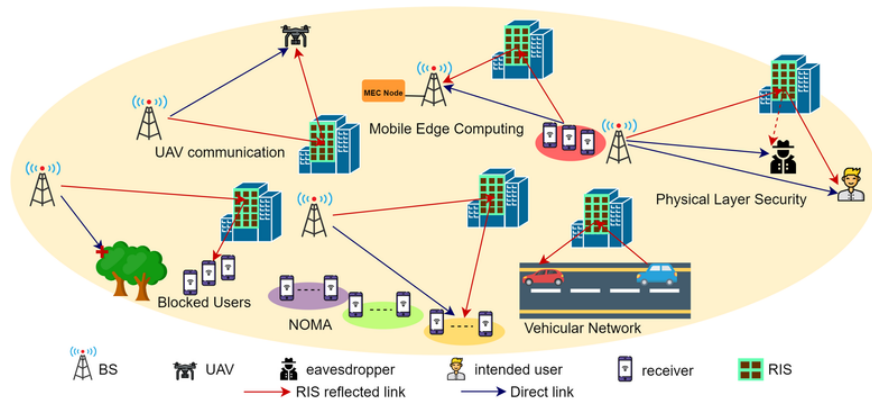 MEC Node
Mobile Edge Computing
UAV communication
Physical Layer Security
Blocked Users
NOMA
Vehicular Network
BS
UAV
eavesdropper
intended user
receiver
RIS
RIS reflected link
Direct link